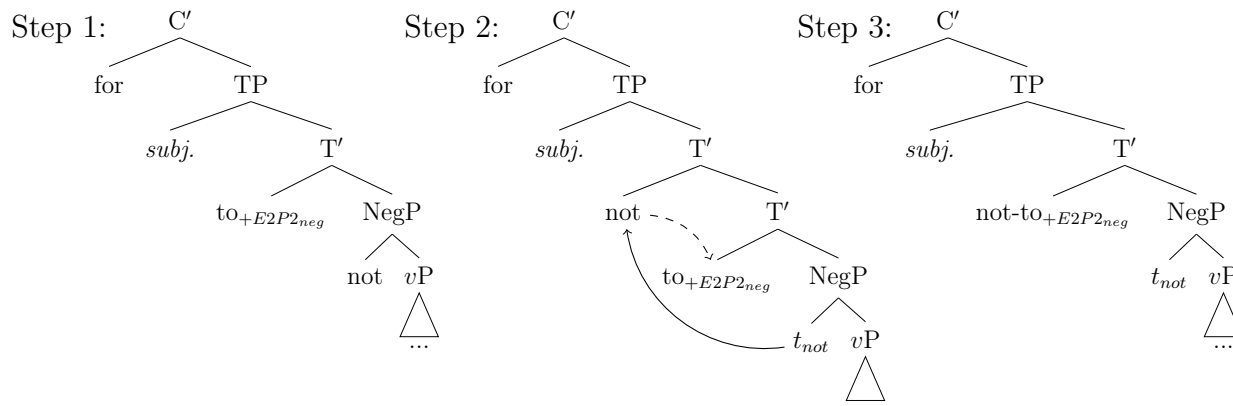 Step 1: C′ Step 2: C′ Step 3: C′
for TP for TP for TP
subj. T′ subj. T′ subj. T′
to+E2P2neg NegP not T′ not-to+E2P2neg NegP
not vP to+E2P2neg NegP tnot vP
... tnot vP ...